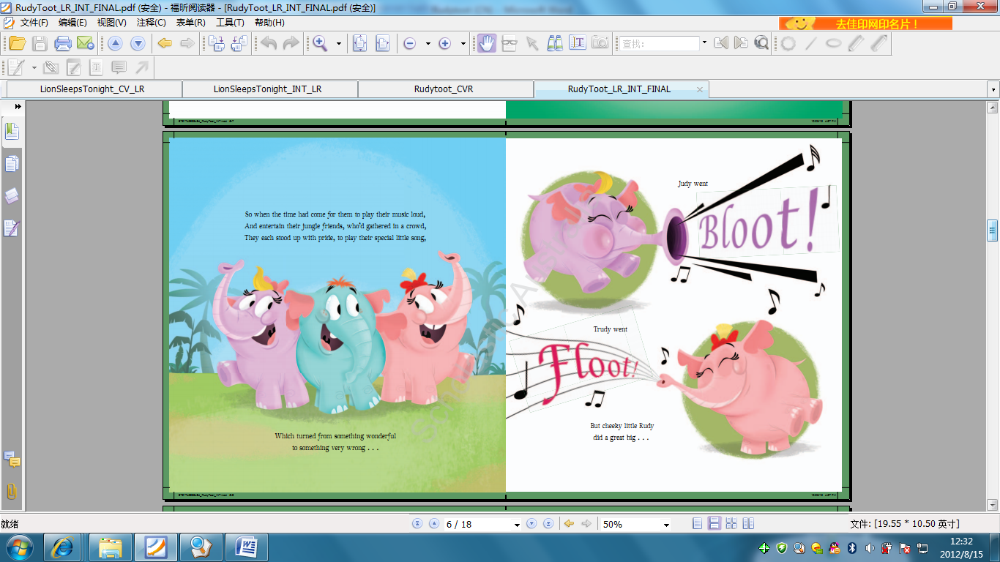 RudyToot_LR_INT_FINAL.pdf (安全) - 福昕阅读器 - [RudyToot_LR_INT_FINAL.pdf (安全)]
文件(F) 编辑(E) 视图(V) 注释(C) 表单(R) 工具(T) 帮助(H)
去佳印网印名片！
查找:
LionSleepsTonight_CV_LR LionSleepsTonight_INT_LR Rudytoot_CVR RudyToot_LR_INT_FINAL
So when the time had come for them to play their music loud,
And entertain their jungle friends, who'd gathered in a crowd,
They each stood up with pride, to play their special little song,
Which turned from something wonderful
to something very wrong . . .
Judy went
Bloot!
Trudy went
Floot!
But cheeky little Rudy
did a great big . . .
就绪
6 / 18
50%
文件: [19.55 * 10.50 英寸]
12:32
2012/8/15